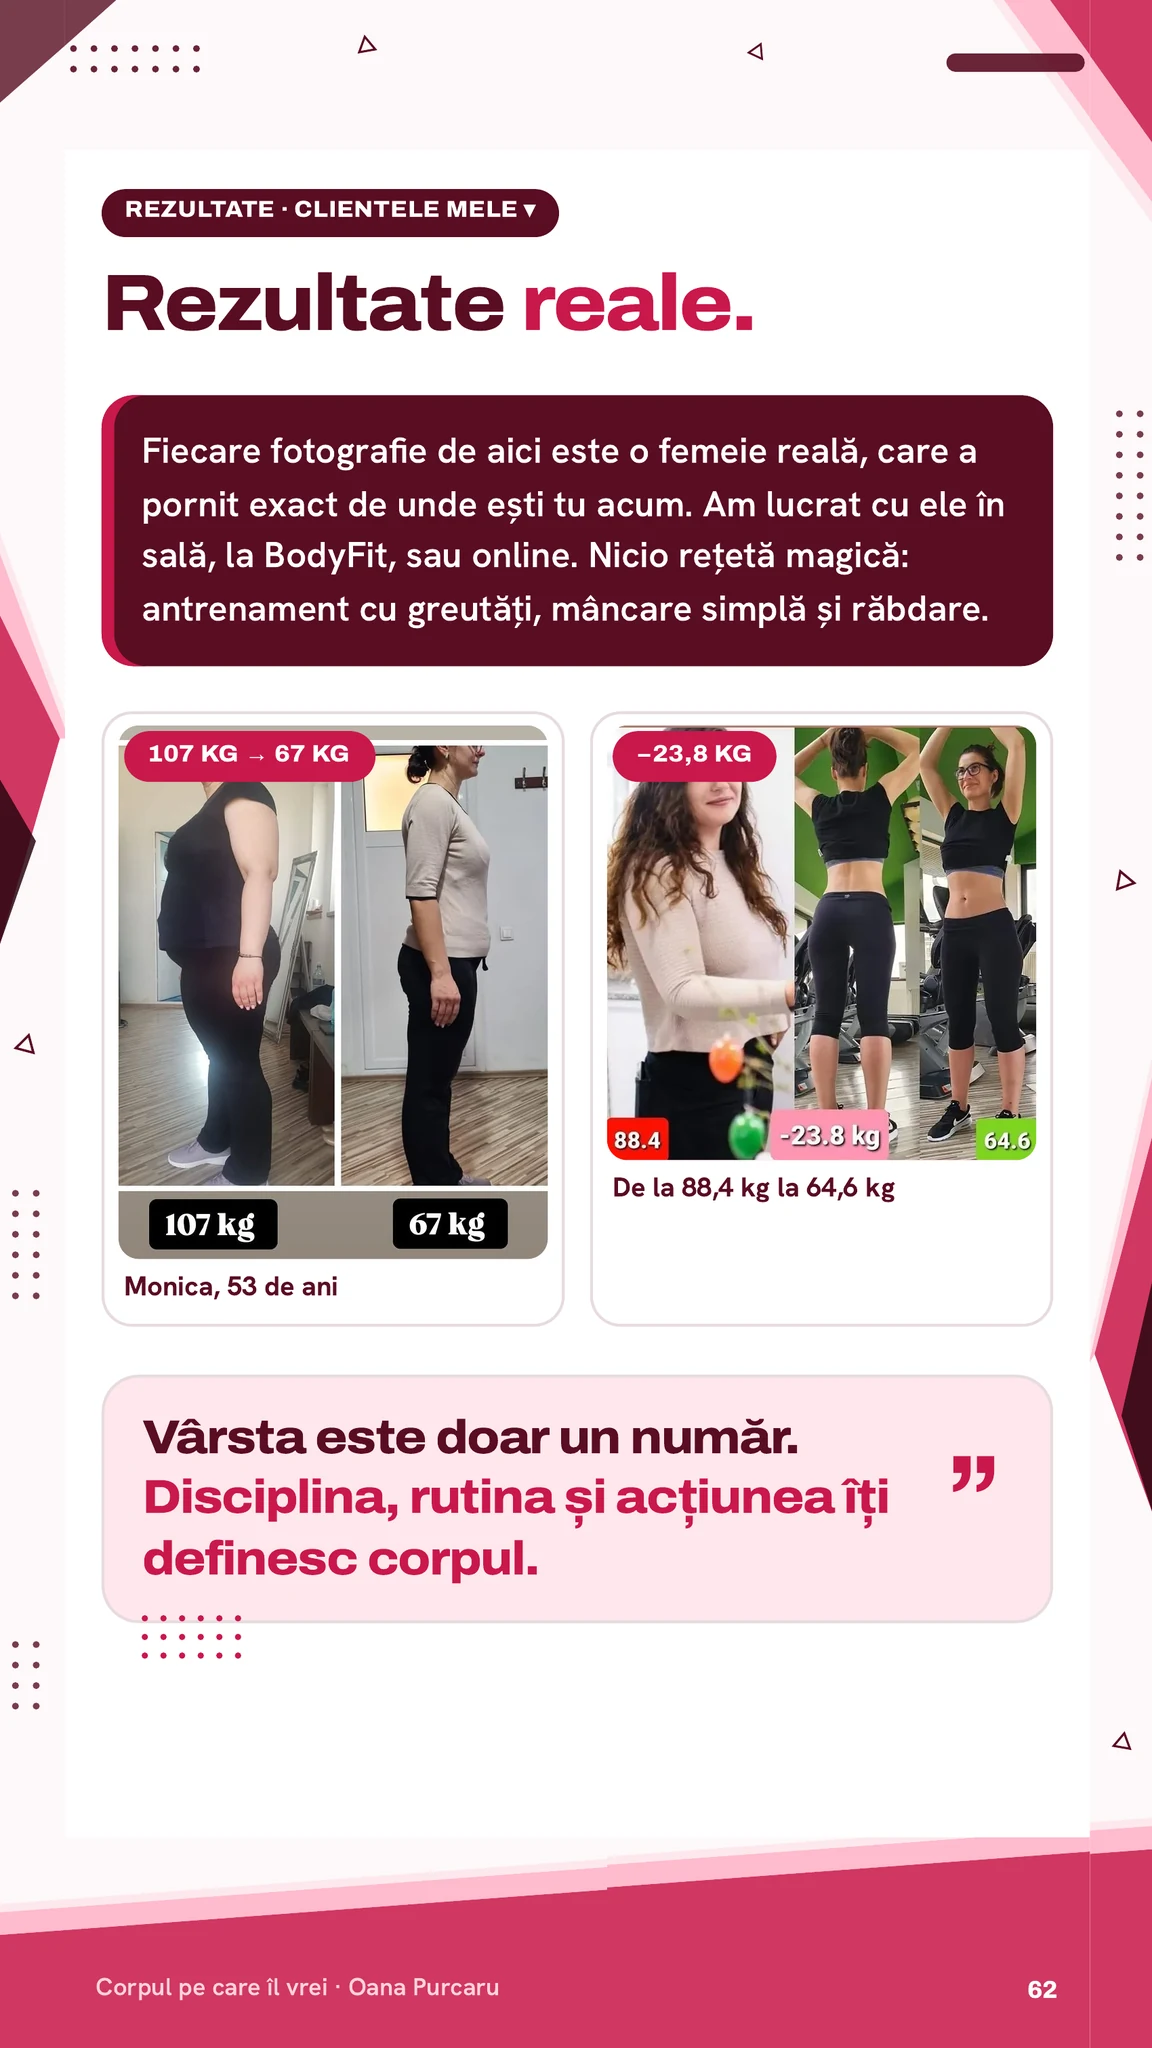 REZULTATE · CLIENTELE MELE ▾
Rezultate reale.
Fiecare fotografie de aici este o femeie reală, care a
pornit exact de unde ești tu acum. Am lucrat cu ele în
sală, la BodyFit, sau online. Nicio rețetă magică:
antrenament cu greutăți, mâncare simplă și răbdare.
107 KG → 67 KG
107 kg
67 kg
Monica, 53 de ani
–23,8 KG
88.4
-23.8 kg
64.6
De la 88,4 kg la 64,6 kg
Vârsta este doar un număr.
Disciplina, rutina și acțiunea îți
definesc corpul.
”
Corpul pe care îl vrei · Oana Purcaru
62